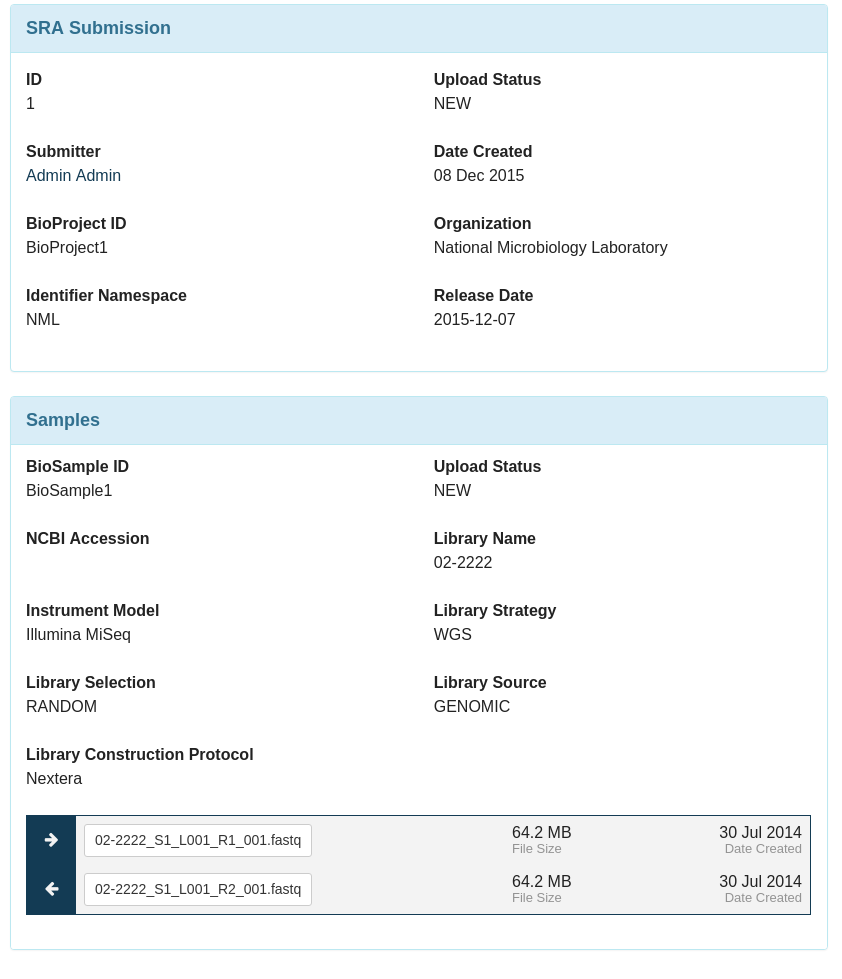 SRA Submission
ID
1
Upload Status
NEW
Submitter
Admin Admin
Date Created
08 Dec 2015
BioProject ID
BioProject1
Organization
National Microbiology Laboratory
Identifier Namespace
NML
Release Date
2015-12-07
Samples
BioSample ID
BioSample1
Upload Status
NEW
NCBI Accession
Library Name
02-2222
Instrument Model
Illumina MiSeq
Library Strategy
WGS
Library Selection
RANDOM
Library Source
GENOMIC
Library Construction Protocol
Nextera
02-2222_S1_L001_R1_001.fastq
64.2 MB
File Size
30 Jul 2014
Date Created
02-2222_S1_L001_R2_001.fastq
64.2 MB
File Size
30 Jul 2014
Date Created